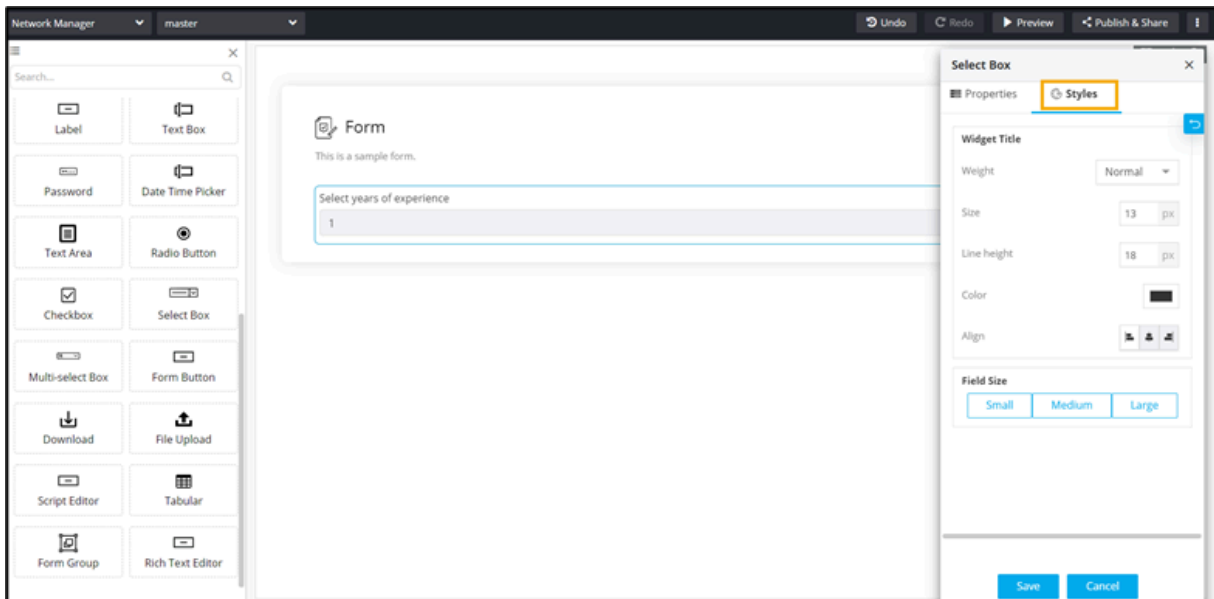 Network Manager
master
Undo
Redo
Preview
Publish & Share
Search...
Label
Text Box
Password
Date Time Picker
Text Area
Radio Button
Checkbox
Select Box
Multi-select Box
Form Button
Download
File Upload
Script Editor
Tabular
Form Group
Rich Text Editor
Form
This is a sample form.
Select years of experience
1
Select Box
Properties
Styles
Widget Title
Weight
Normal
Size
13 px
Line height
18 px
Color
Align
Field Size
Small
Medium
Large
Save
Cancel